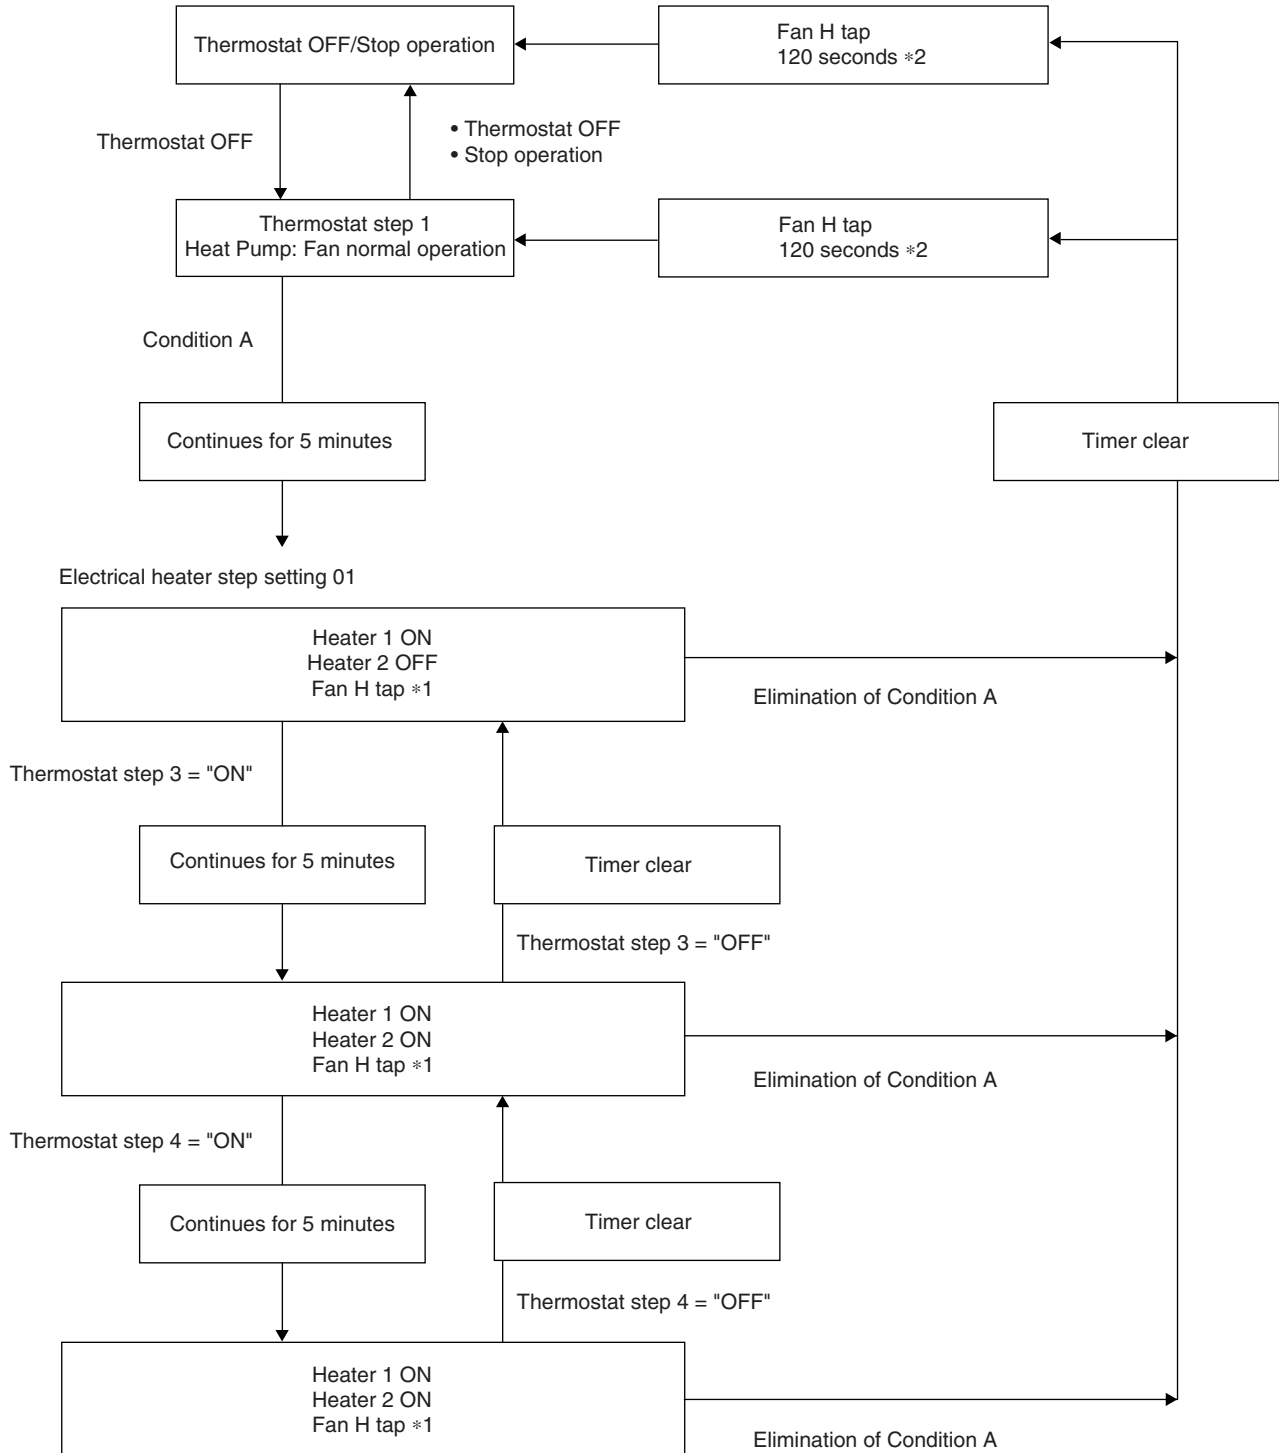 Thermostat OFF/Stop operation
Fan H tap
120 seconds *2
Thermostat OFF
• Thermostat OFF
• Stop operation
Thermostat step 1
Heat Pump: Fan normal operation
Fan H tap
120 seconds *2
Condition A
Continues for 5 minutes
Timer clear
Electrical heater step setting 01
Heater 1 ON
Heater 2 OFF
Fan H tap *1
Elimination of Condition A
Thermostat step 3 = "ON"
Continues for 5 minutes
Timer clear
Thermostat step 3 = "OFF"
Heater 1 ON
Heater 2 ON
Fan H tap *1
Elimination of Condition A
Thermostat step 4 = "ON"
Continues for 5 minutes
Timer clear
Thermostat step 4 = "OFF"
Heater 1 ON
Heater 2 ON
Fan H tap *1
Elimination of Condition A